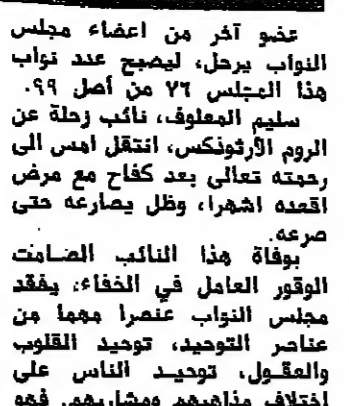 عضو آخر من اعضاء مجلس
النواب يرحل، ليصبح عدد نواب
هذا المجلس ٧٦ من أصل ٩٩.
سليم المعلوف، نائب زحلة عن
الروم الأرثوذكس، انتقل امس الى
رحمته تعالى بعد كفاح مع مرض
اقعده اشهرا، وظل يصارعه حتى
صرعه.
بوفاة هذا النائب الصامت
الوقور العامل في الخفاء، يفقد
مجلس النواب عنصرا مهما من
عناصر التوحيد، توحيد القلوب
والعقول، توحيد الناس على
اختلاف مذاهبهم ومشاربهم. فهو